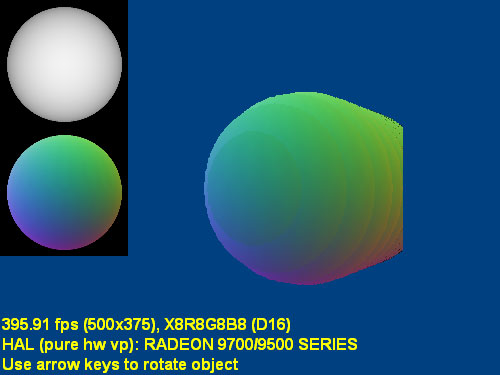 395.91 fps (500x375), X8R8G8B8 (D16)
HAL (pure hw vp): RADEON 9700/9500 SERIES
Use arrow keys to rotate object